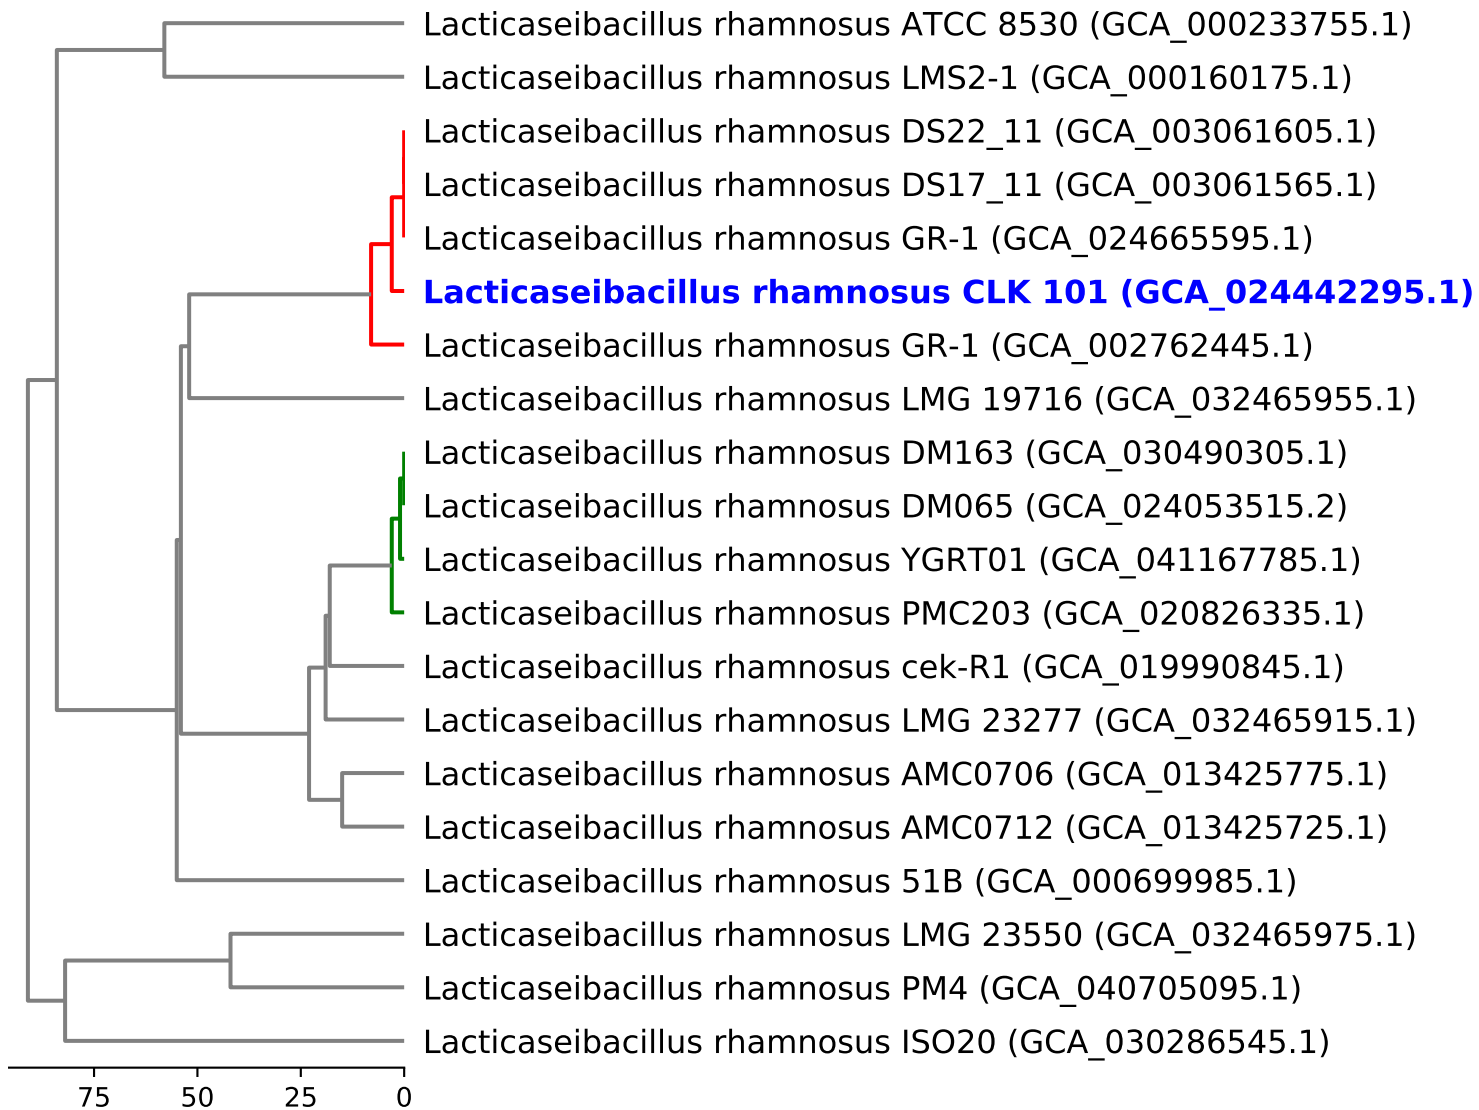 Lacticaseibacillus rhamnosus ATCC 8530 (GCA_000233755.1)
Lacticaseibacillus rhamnosus LMS2-1 (GCA_000160175.1)
Lacticaseibacillus rhamnosus DS22_11 (GCA_003061605.1)
Lacticaseibacillus rhamnosus DS17_11 (GCA_003061565.1)
Lacticaseibacillus rhamnosus GR-1 (GCA_024665595.1)
Lacticaseibacillus rhamnosus CLK 101 (GCA_024442295.1)
Lacticaseibacillus rhamnosus GR-1 (GCA_002762445.1)
Lacticaseibacillus rhamnosus LMG 19716 (GCA_032465955.1)
Lacticaseibacillus rhamnosus DM163 (GCA_030490305.1)
Lacticaseibacillus rhamnosus DM065 (GCA_024053515.2)
Lacticaseibacillus rhamnosus YGRT01 (GCA_041167785.1)
Lacticaseibacillus rhamnosus PMC203 (GCA_020826335.1)
Lacticaseibacillus rhamnosus cek-R1 (GCA_019990845.1)
Lacticaseibacillus rhamnosus LMG 23277 (GCA_032465915.1)
Lacticaseibacillus rhamnosus AMC0706 (GCA_013425775.1)
Lacticaseibacillus rhamnosus AMC0712 (GCA_013425725.1)
Lacticaseibacillus rhamnosus 51B (GCA_000699985.1)
Lacticaseibacillus rhamnosus LMG 23550 (GCA_032465975.1)
Lacticaseibacillus rhamnosus PM4 (GCA_040705095.1)
Lacticaseibacillus rhamnosus ISO20 (GCA_030286545.1)
75 50 25 0